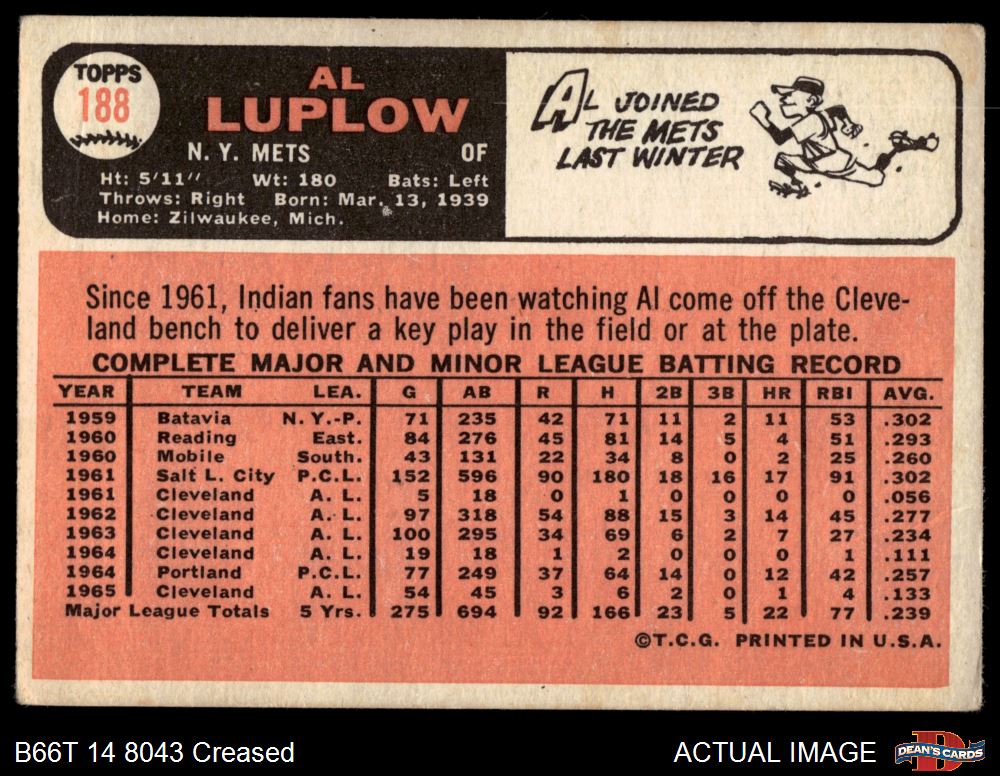 TOPPS
188
AL
LUPLOW
N. Y. METS OF
Ht: 5'11" Wt: 180 Bats: Left
Throws: Right Born: Mar. 13, 1939
Home: Zilwaukee, Mich.
AL JOINED
THE METS
LAST WINTER
Since 1961, Indian fans have been watching Al come off the Cleve-
land bench to deliver a key play in the field or at the plate.
COMPLETE MAJOR AND MINOR LEAGUE BATTING RECORD
YEAR TEAM LEA. G AB R H 2B 3B HR RBI AVG.
1959 Batavia N.Y.-P. 71 235 42 71 11 2 11 53 .302
1960 Reading East. 84 276 45 81 14 5 4 51 .293
1960 Mobile South. 43 131 22 34 8 0 2 25 .260
1961 Salt L. City P.C.L. 152 596 90 180 18 16 17 91 .302
1961 Cleveland A. L. 5 18 0 1 0 0 0 0 .056
1962 Cleveland A. L. 97 318 54 88 15 3 14 45 .277
1963 Cleveland A. L. 100 295 34 69 6 2 7 27 .234
1964 Cleveland A. L. 19 18 1 2 0 0 0 1 .111
1964 Portland P.C.L. 77 249 37 64 14 0 12 42 .257
1965 Cleveland A. L. 54 45 3 6 2 0 1 4 .133
Major League Totals 5 Yrs. 275 694 92 166 23 5 22 77 .239
©T.C.G. PRINTED IN U.S.A.
B66T 14 8043 Creased
ACTUAL IMAGE
DEAN'S CARDS